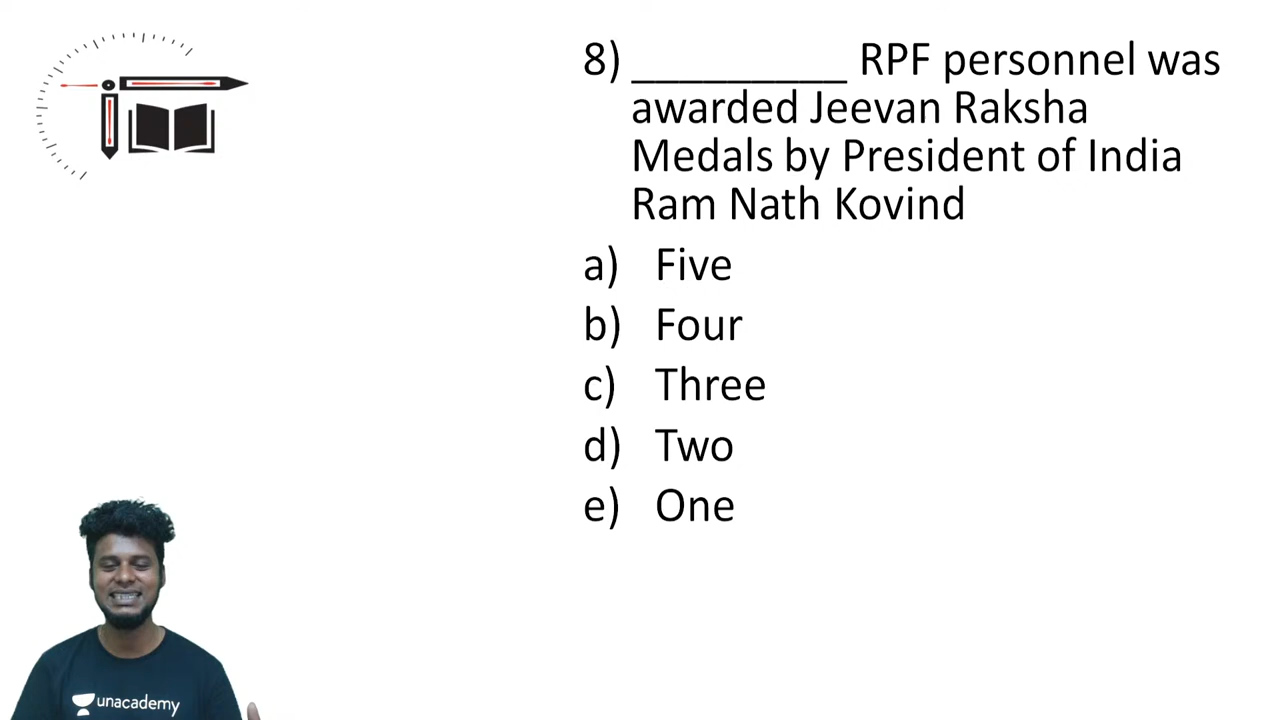 8) _________ RPF personnel was
awarded Jeevan Raksha
Medals by President of India
Ram Nath Kovind
a) Five
b) Four
c) Three
d) Two
e) One
unacademy